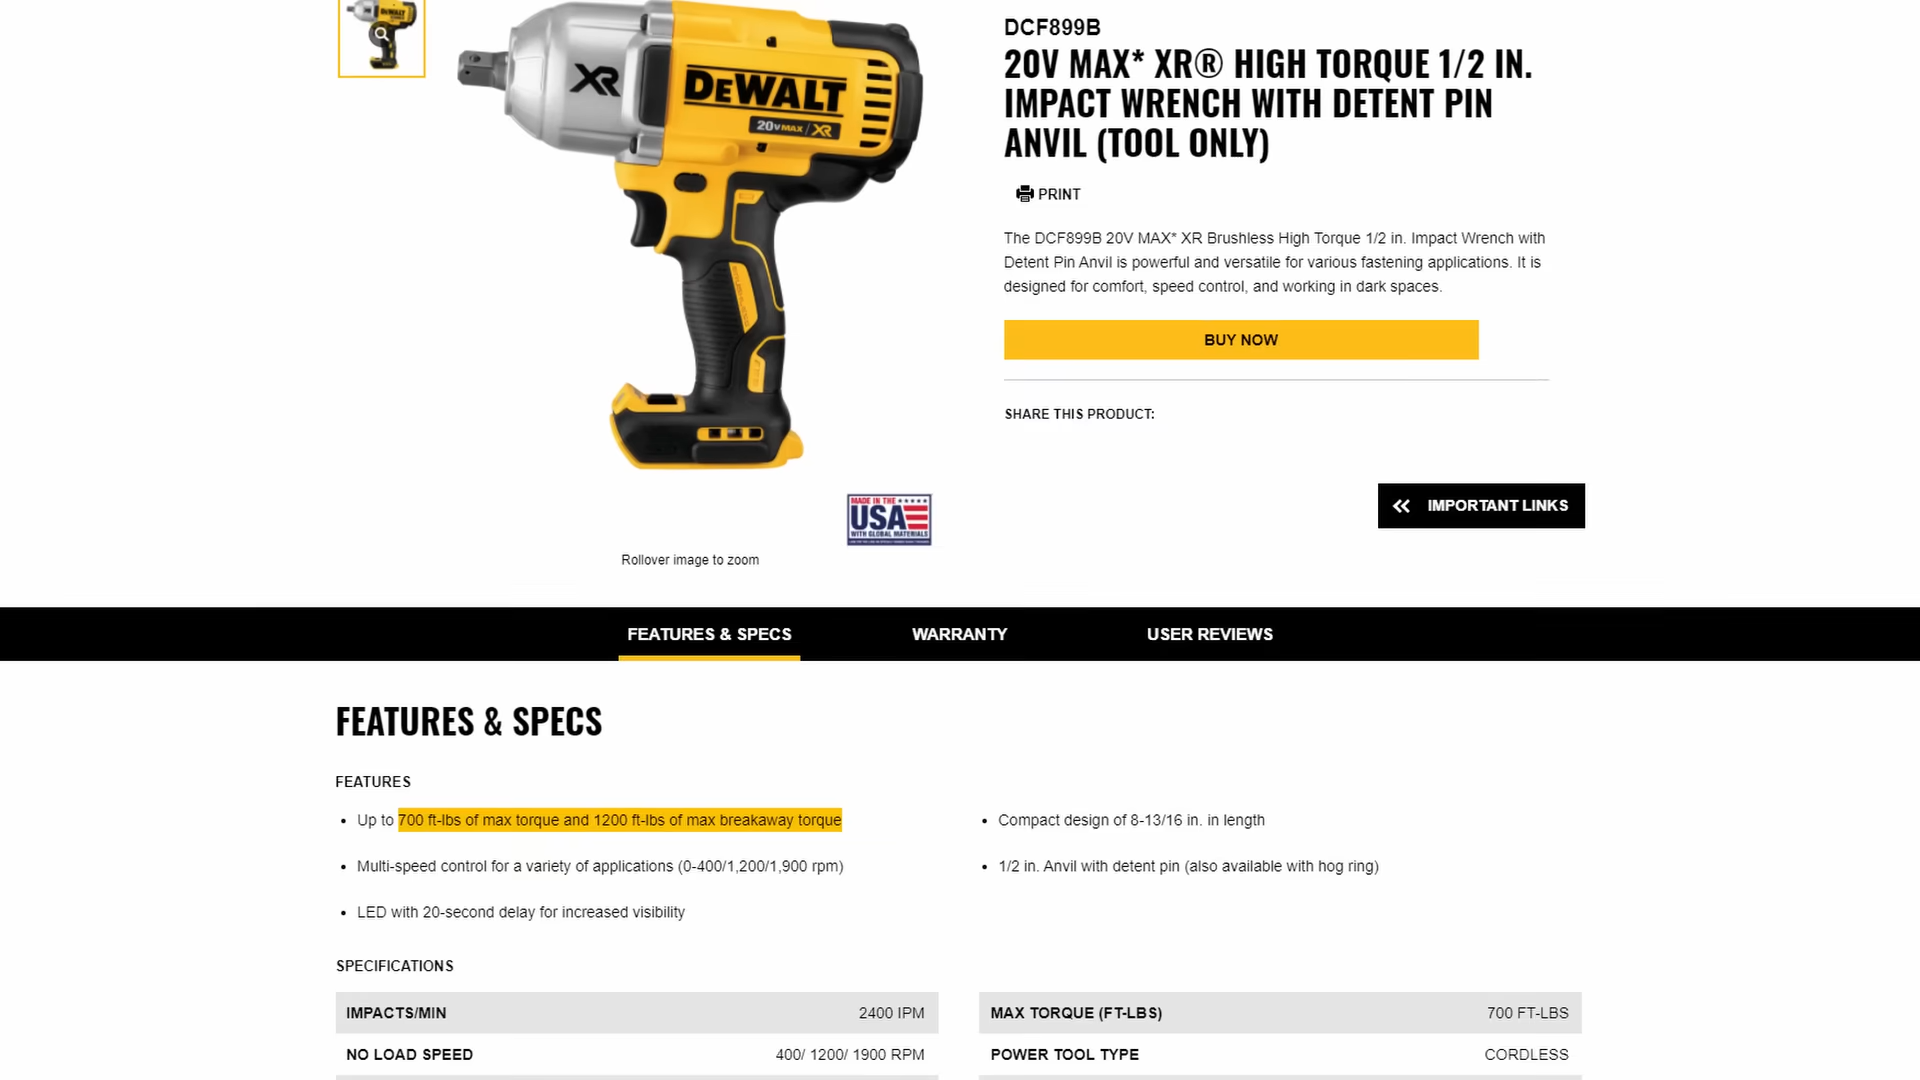 DCF899B
20V MAX* XR® HIGH TORQUE 1/2 IN.
IMPACT WRENCH WITH DETENT PIN
ANVIL (TOOL ONLY)
XR
DEWALT
20V MAX / XR
PRINT
The DCF899B 20V MAX* XR Brushless High Torque 1/2 in. Impact Wrench with
Detent Pin Anvil is powerful and versatile for various fastening applications. It is
designed for comfort, speed control, and working in dark spaces.
BUY NOW
SHARE THIS PRODUCT:
MADE IN THE
USA
WITH GLOBAL MATERIALS
IMPORTANT LINKS
Rollover image to zoom
FEATURES & SPECS
WARRANTY
USER REVIEWS
FEATURES & SPECS
FEATURES
Up to 700 ft-lbs of max torque and 1200 ft-lbs of max breakaway torque
Multi-speed control for a variety of applications (0-400/1,200/1,900 rpm)
LED with 20-second delay for increased visibility
Compact design of 8-13/16 in. in length
1/2 in. Anvil with detent pin (also available with hog ring)
SPECIFICATIONS
IMPACTS/MIN 2400 IPM
NO LOAD SPEED 400/ 1200/ 1900 RPM
MAX TORQUE (FT-LBS) 700 FT-LBS
POWER TOOL TYPE CORDLESS